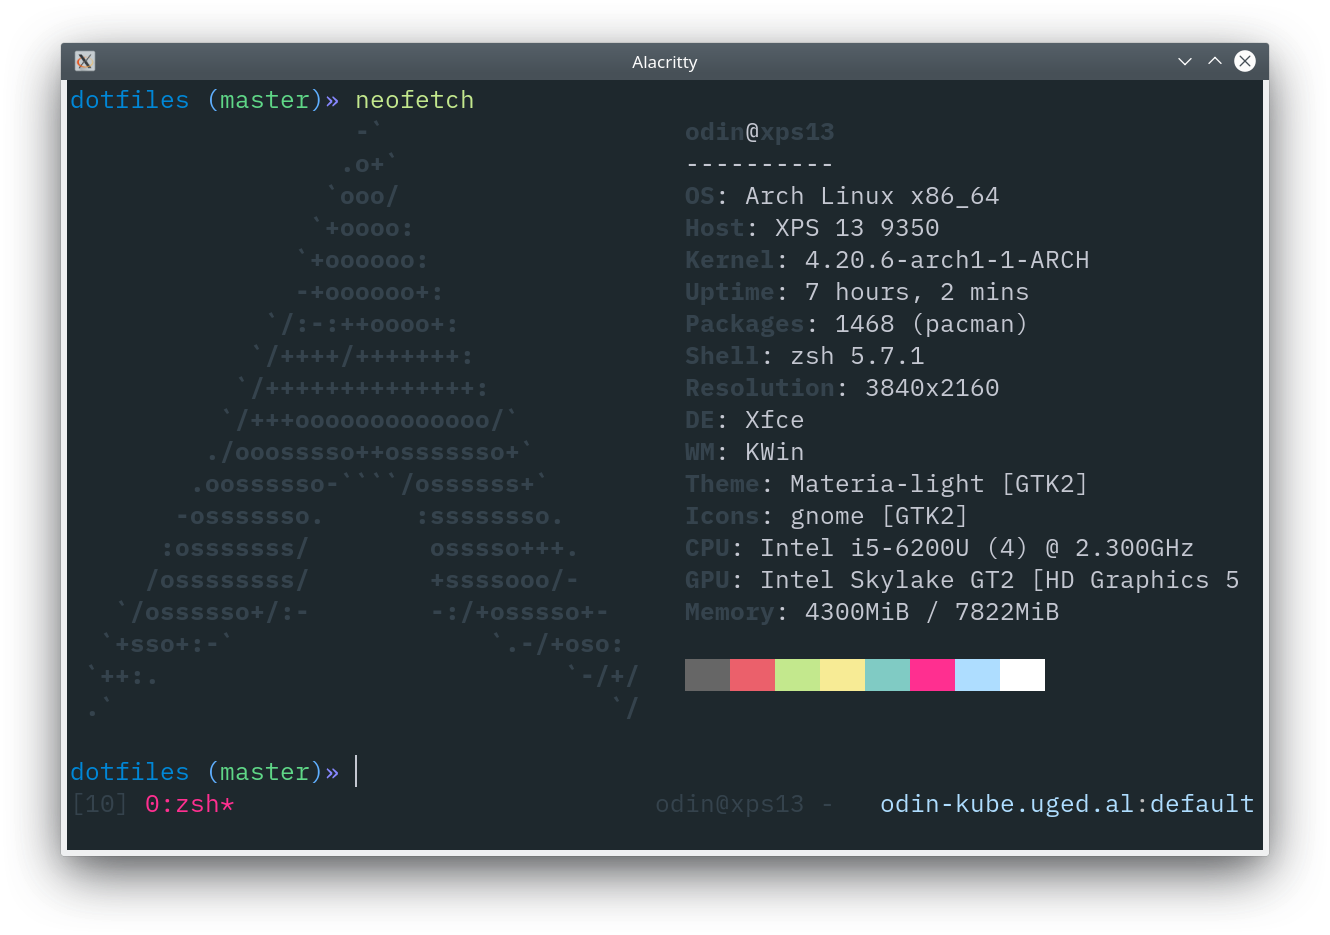 Alacritty
dotfiles (master)» neofetch
-`
.o+`
`ooo/
`+oooo:
`+oooooo:
-+oooooo+:
`/:-:++oooo+:
`/++++/+++++++:
`/++++++++++++++:
`/+++ooooooooooooo/`
./ooosssso++osssssso+`
.oossssso-````/ossssss+`
-osssssso.      :ssssssso.
:osssssss/        osssso+++.
/ossssssss/        +ssssooo/-
`/ossssso+/:-        -:/+osssso+-
`+sso+:-`                 `.-/+oso:
`++:.                           `-/+/
.`                                 `/
odin@xps13
----------
OS: Arch Linux x86_64
Host: XPS 13 9350
Kernel: 4.20.6-arch1-1-ARCH
Uptime: 7 hours, 2 mins
Packages: 1468 (pacman)
Shell: zsh 5.7.1
Resolution: 3840x2160
DE: Xfce
WM: KWin
Theme: Materia-light [GTK2]
Icons: gnome [GTK2]
CPU: Intel i5-6200U (4) @ 2.300GHz
GPU: Intel Skylake GT2 [HD Graphics 5
Memory: 4300MiB / 7822MiB
dotfiles (master)»
[10] 0:zsh* odin@xps13 - odin-kube.uged.al:default